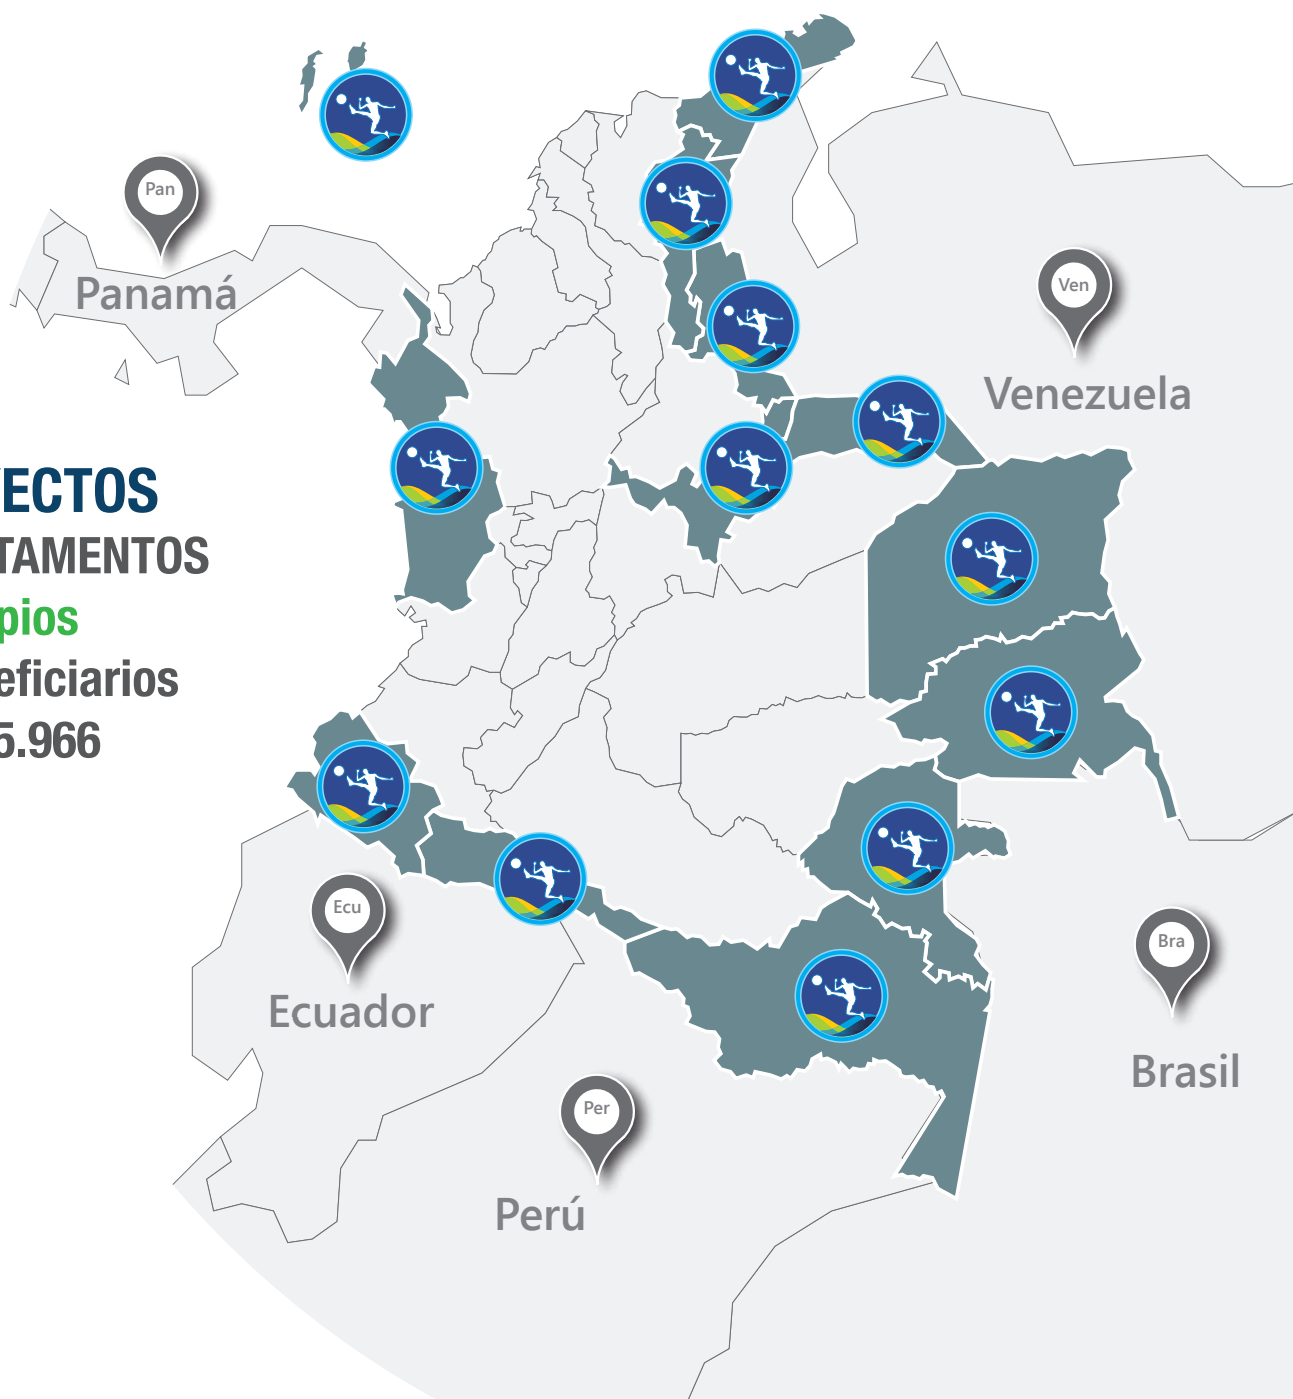 Pan
Panamá
Ven
Venezuela
ECTOS
TAMENTOS
pios
eficiarios
5.966
Ecu
Ecuador
Bra
Brasil
Per
Perú